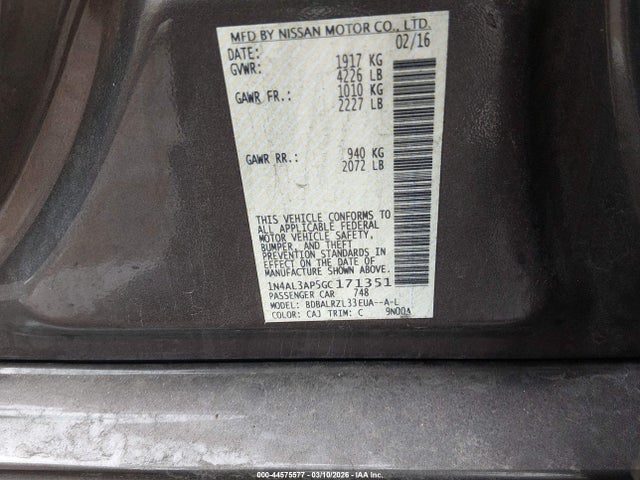 MFD BY NISSAN MOTOR CO., LTD.
DATE: 02/16
GVWR: 1917 KG
4226 LB
GAWR FR.: 1010 KG
2227 LB
GAWR RR.: 940 KG
2072 LB
THIS VEHICLE CONFORMS TO
ALL APPLICABLE FEDERAL
MOTOR VEHICLE SAFETY,
BUMPER, AND THEFT
PREVENTION STANDARDS IN
EFFECT ON THE DATE OF
MANUFACTURE SHOWN ABOVE.
1N4AL3AP5GC171351
PASSENGER CAR 748
MODEL: BDBALRZL33EUA--A-L
COLOR: CAJ TRIM: C 9N00A
000-44575577 - 03/10/2026 - IAA Inc.